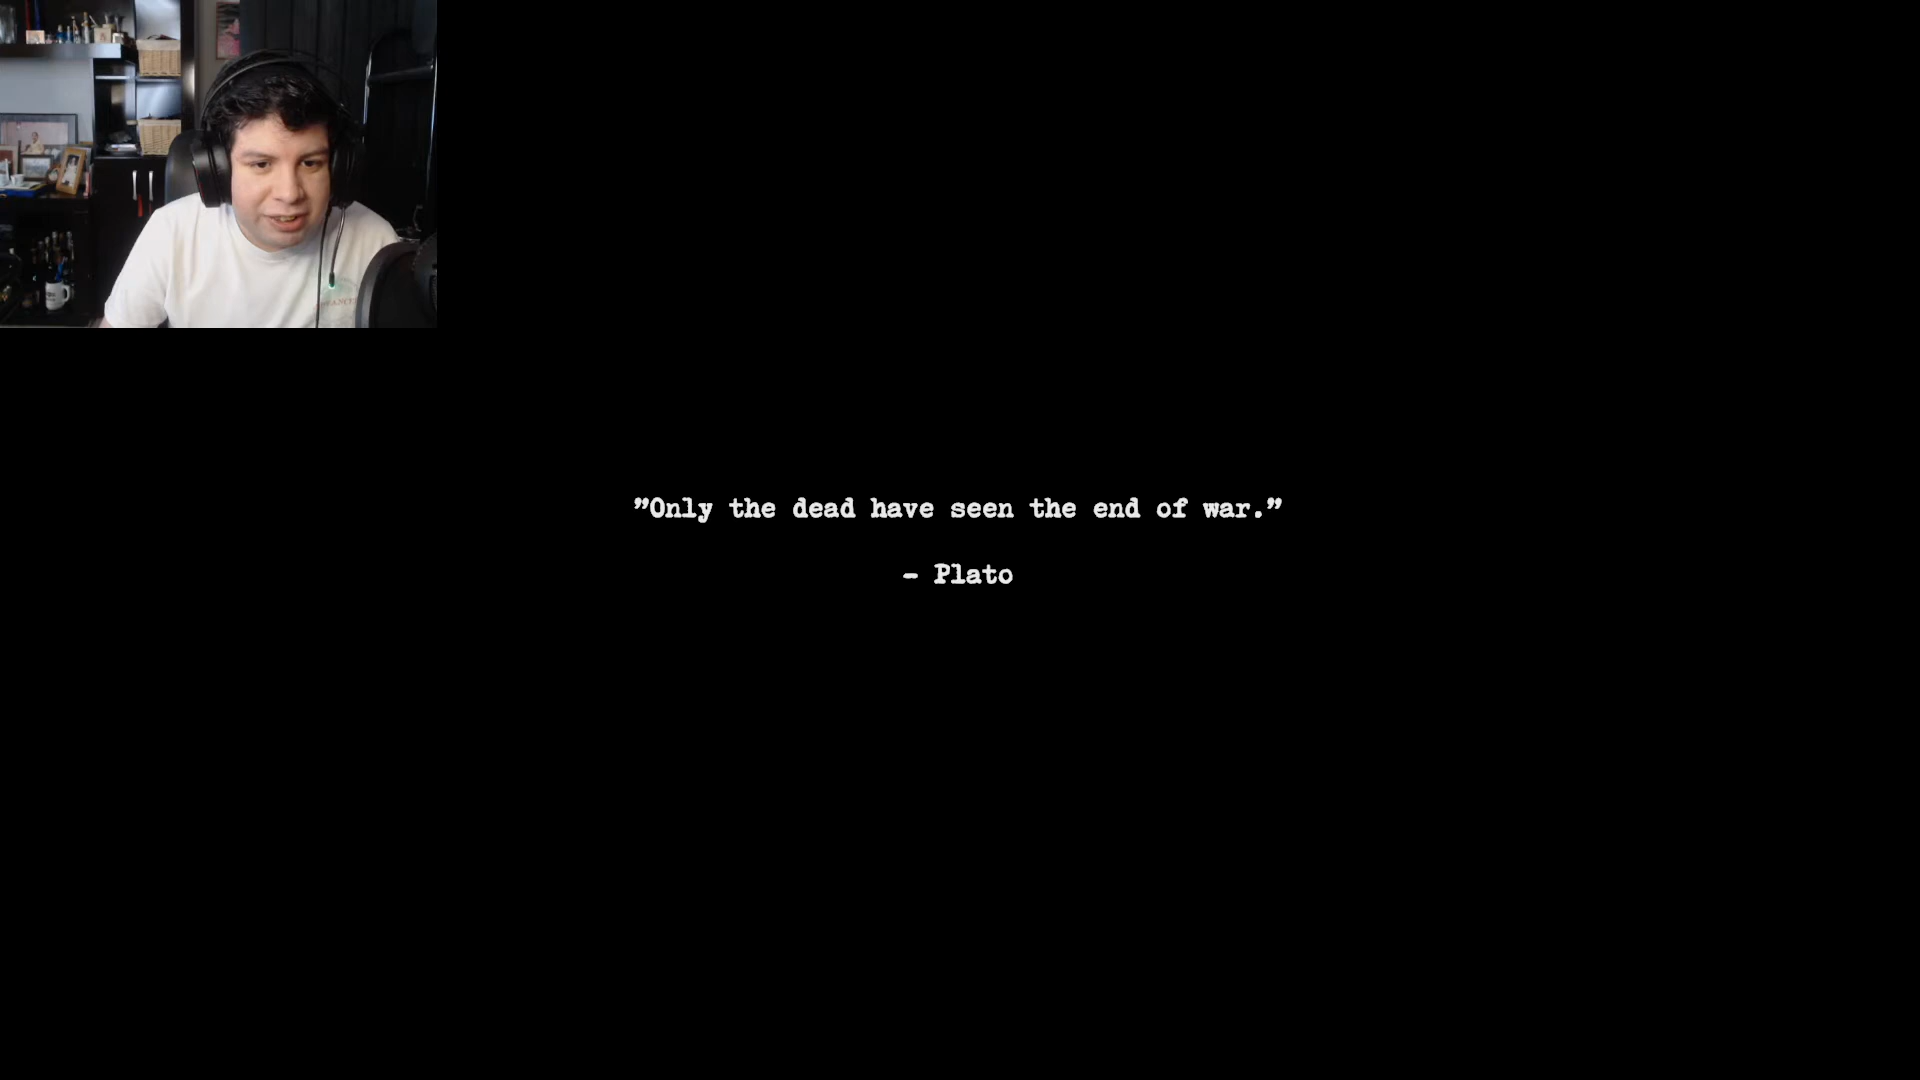 ”Only the dead have seen the end of war.”
– Plato